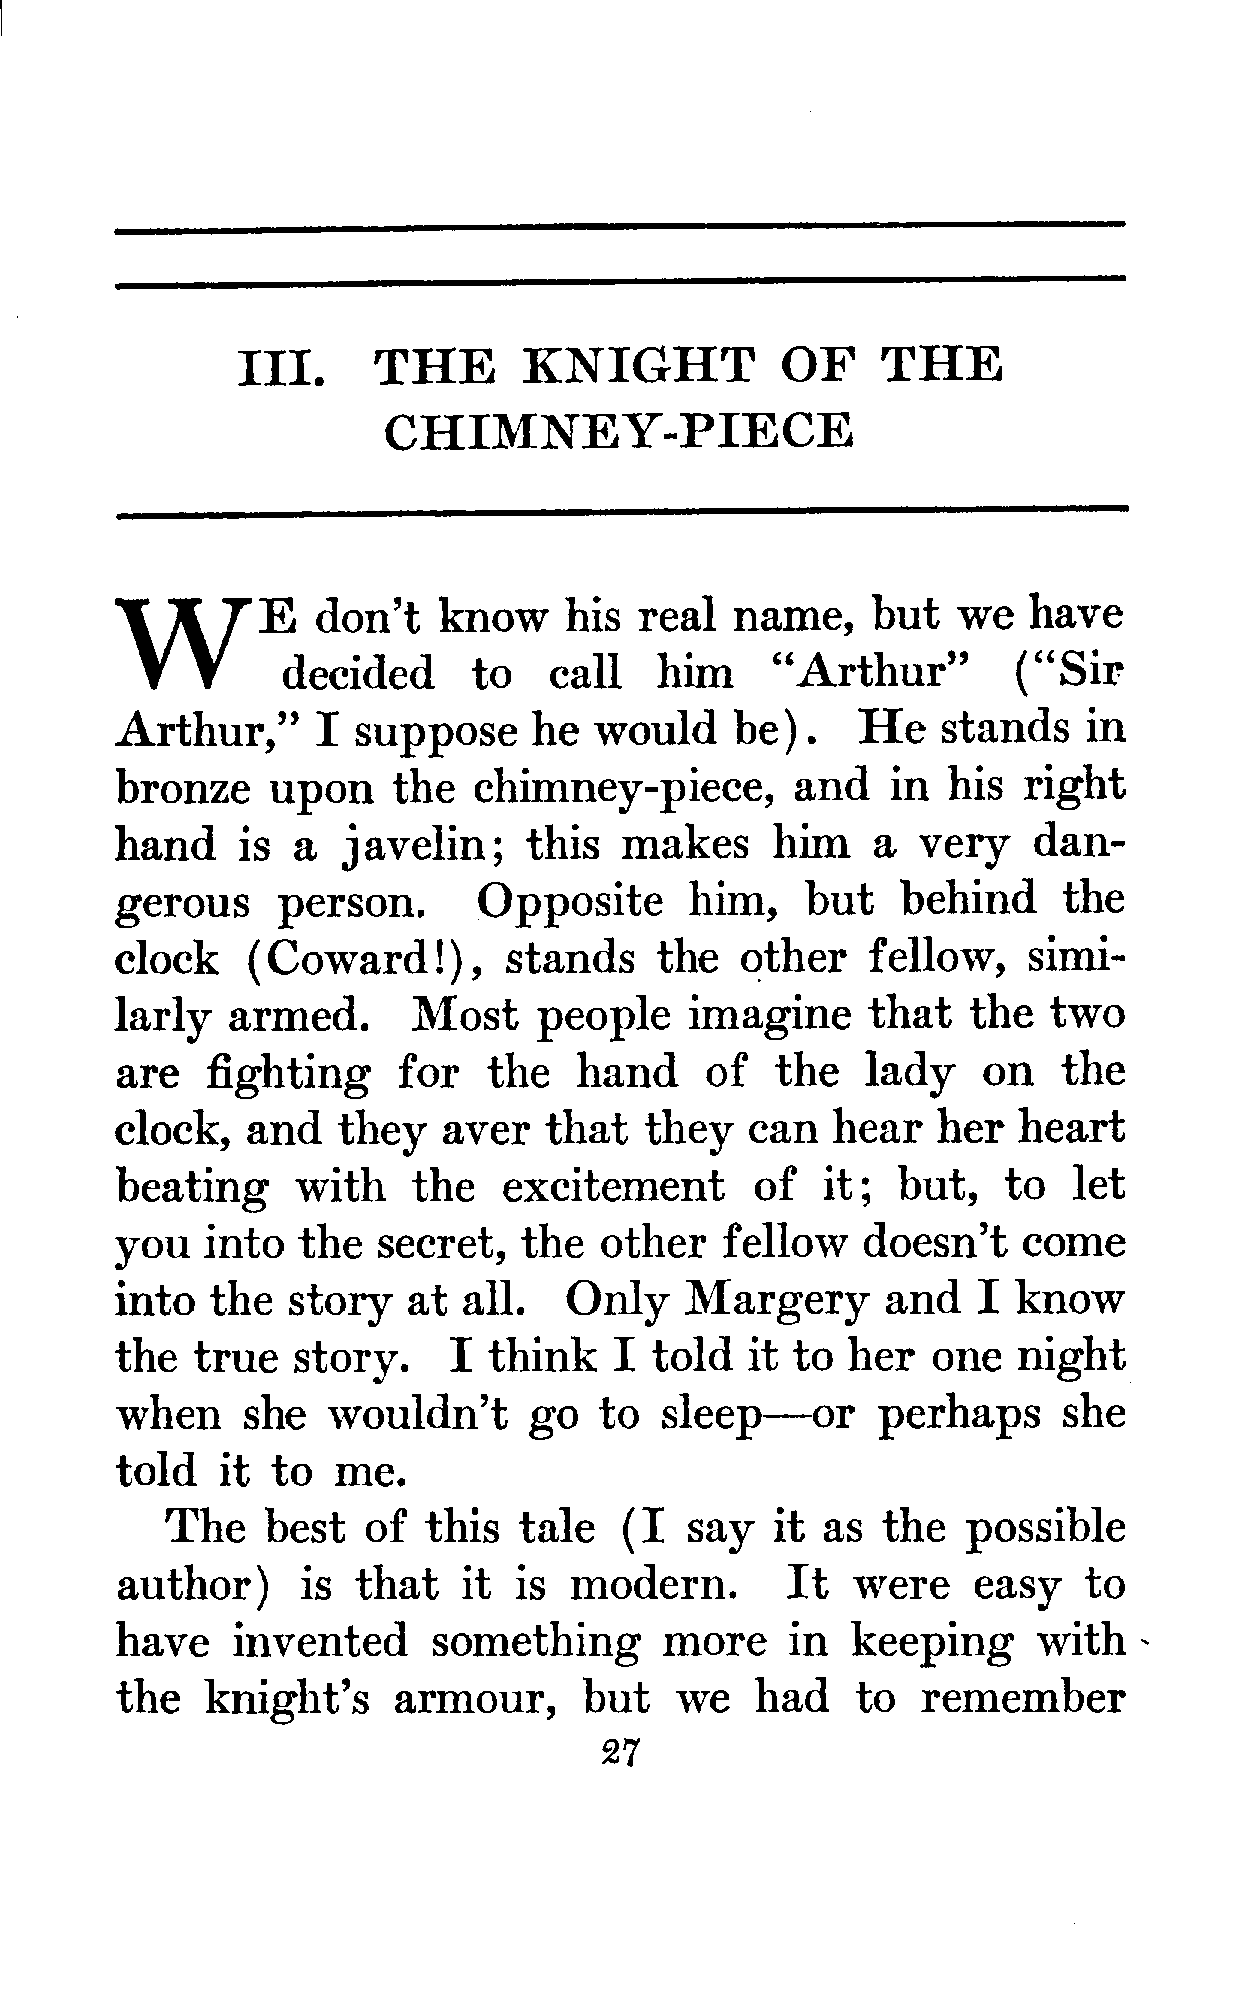 III. THE KNIGHT OF THE
CHIMNEY-PIECE
WE don't know his real name, but we have
decided to call him "Arthur" ("Sir
Arthur," I suppose he would be). He stands in
bronze upon the chimney-piece, and in his right
hand is a javelin; this makes him a very dan-
gerous person. Opposite him, but behind the
clock (Coward!), stands the other fellow, simi-
larly armed. Most people imagine that the two
are fighting for the hand of the lady on the
clock, and they aver that they can hear her heart
beating with the excitement of it; but, to let
you into the secret, the other fellow doesn't come
into the story at all. Only Margery and I know
the true story. I think I told it to her one night
when she wouldn't go to sleep—or perhaps she
told it to me.
The best of this tale (I say it as the possible
author) is that it is modern. It were easy to
have invented something more in keeping with
the knight's armour, but we had to remember
27